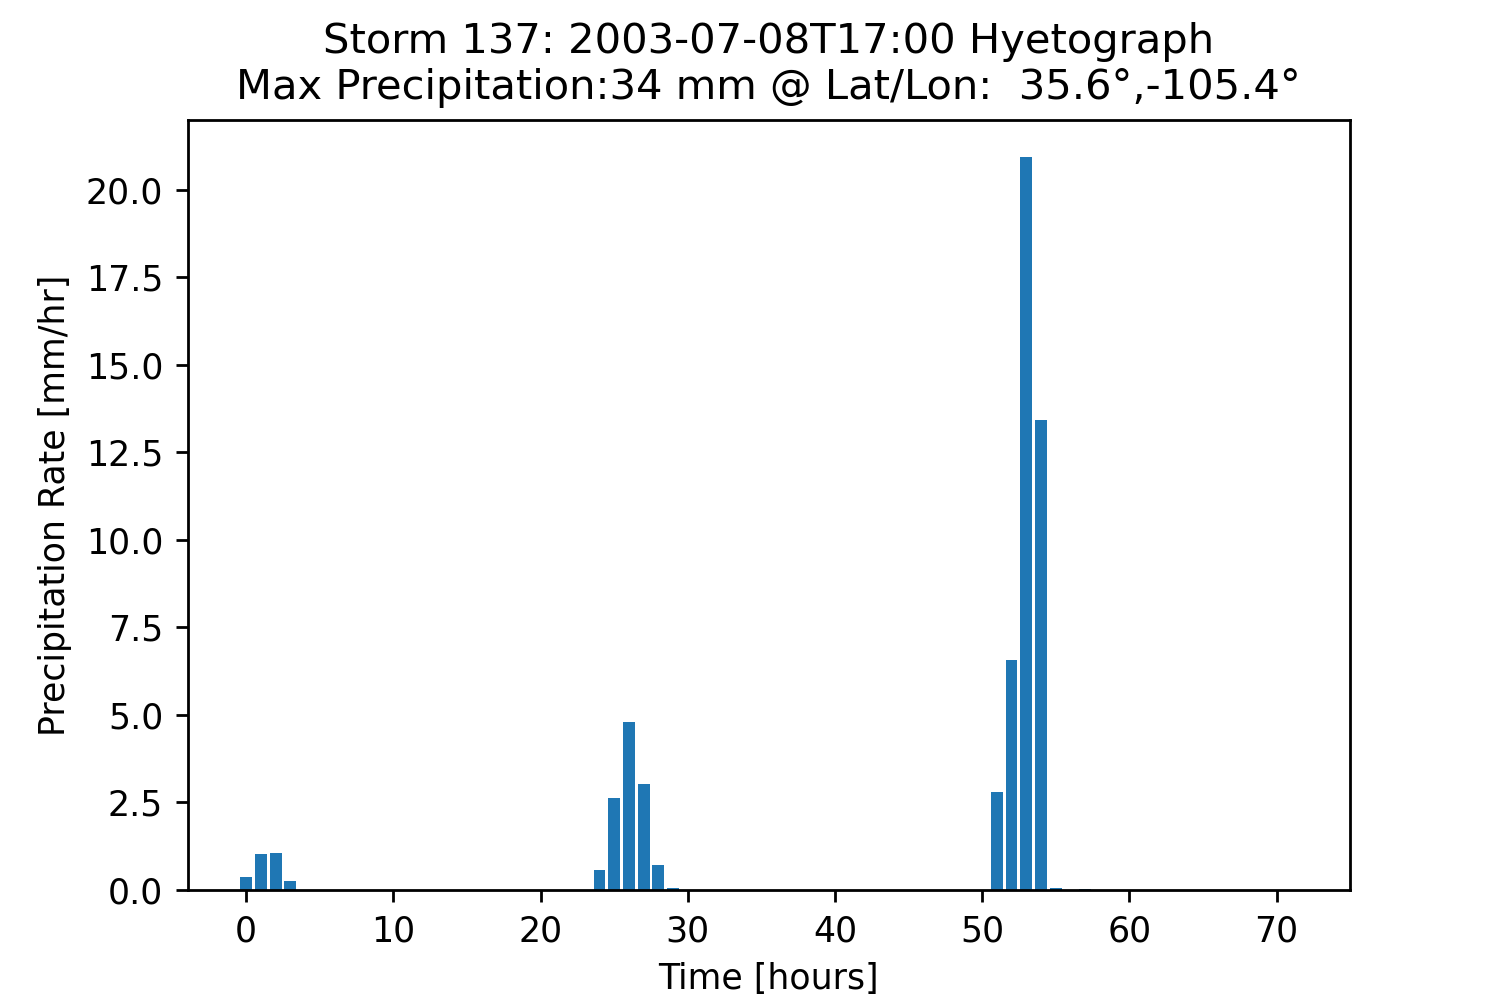 Storm 137: 2003-07-08T17:00 Hyetograph
Max Precipitation:34 mm @ Lat/Lon:  35.6°,-105.4°
Precipitation Rate [mm/hr]
20.0
17.5
15.0
12.5
10.0
7.5
5.0
2.5
0.0
0 10 20 30 40 50 60 70
Time [hours]